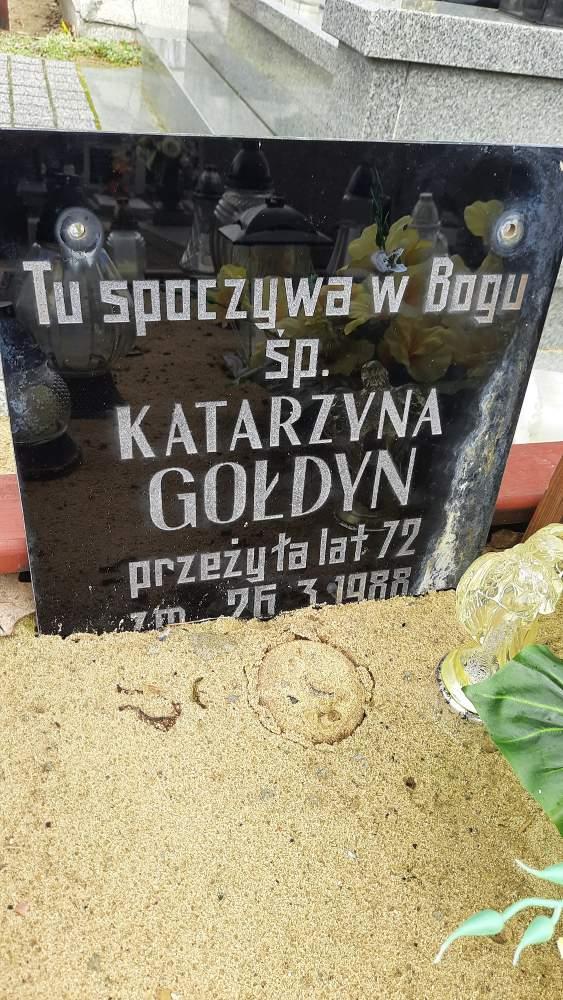 Tu spoczywa w Bogu
śp.
KATARZYNA
GOŁDYN
przeżyła lat 72
zm. 26.3.1988